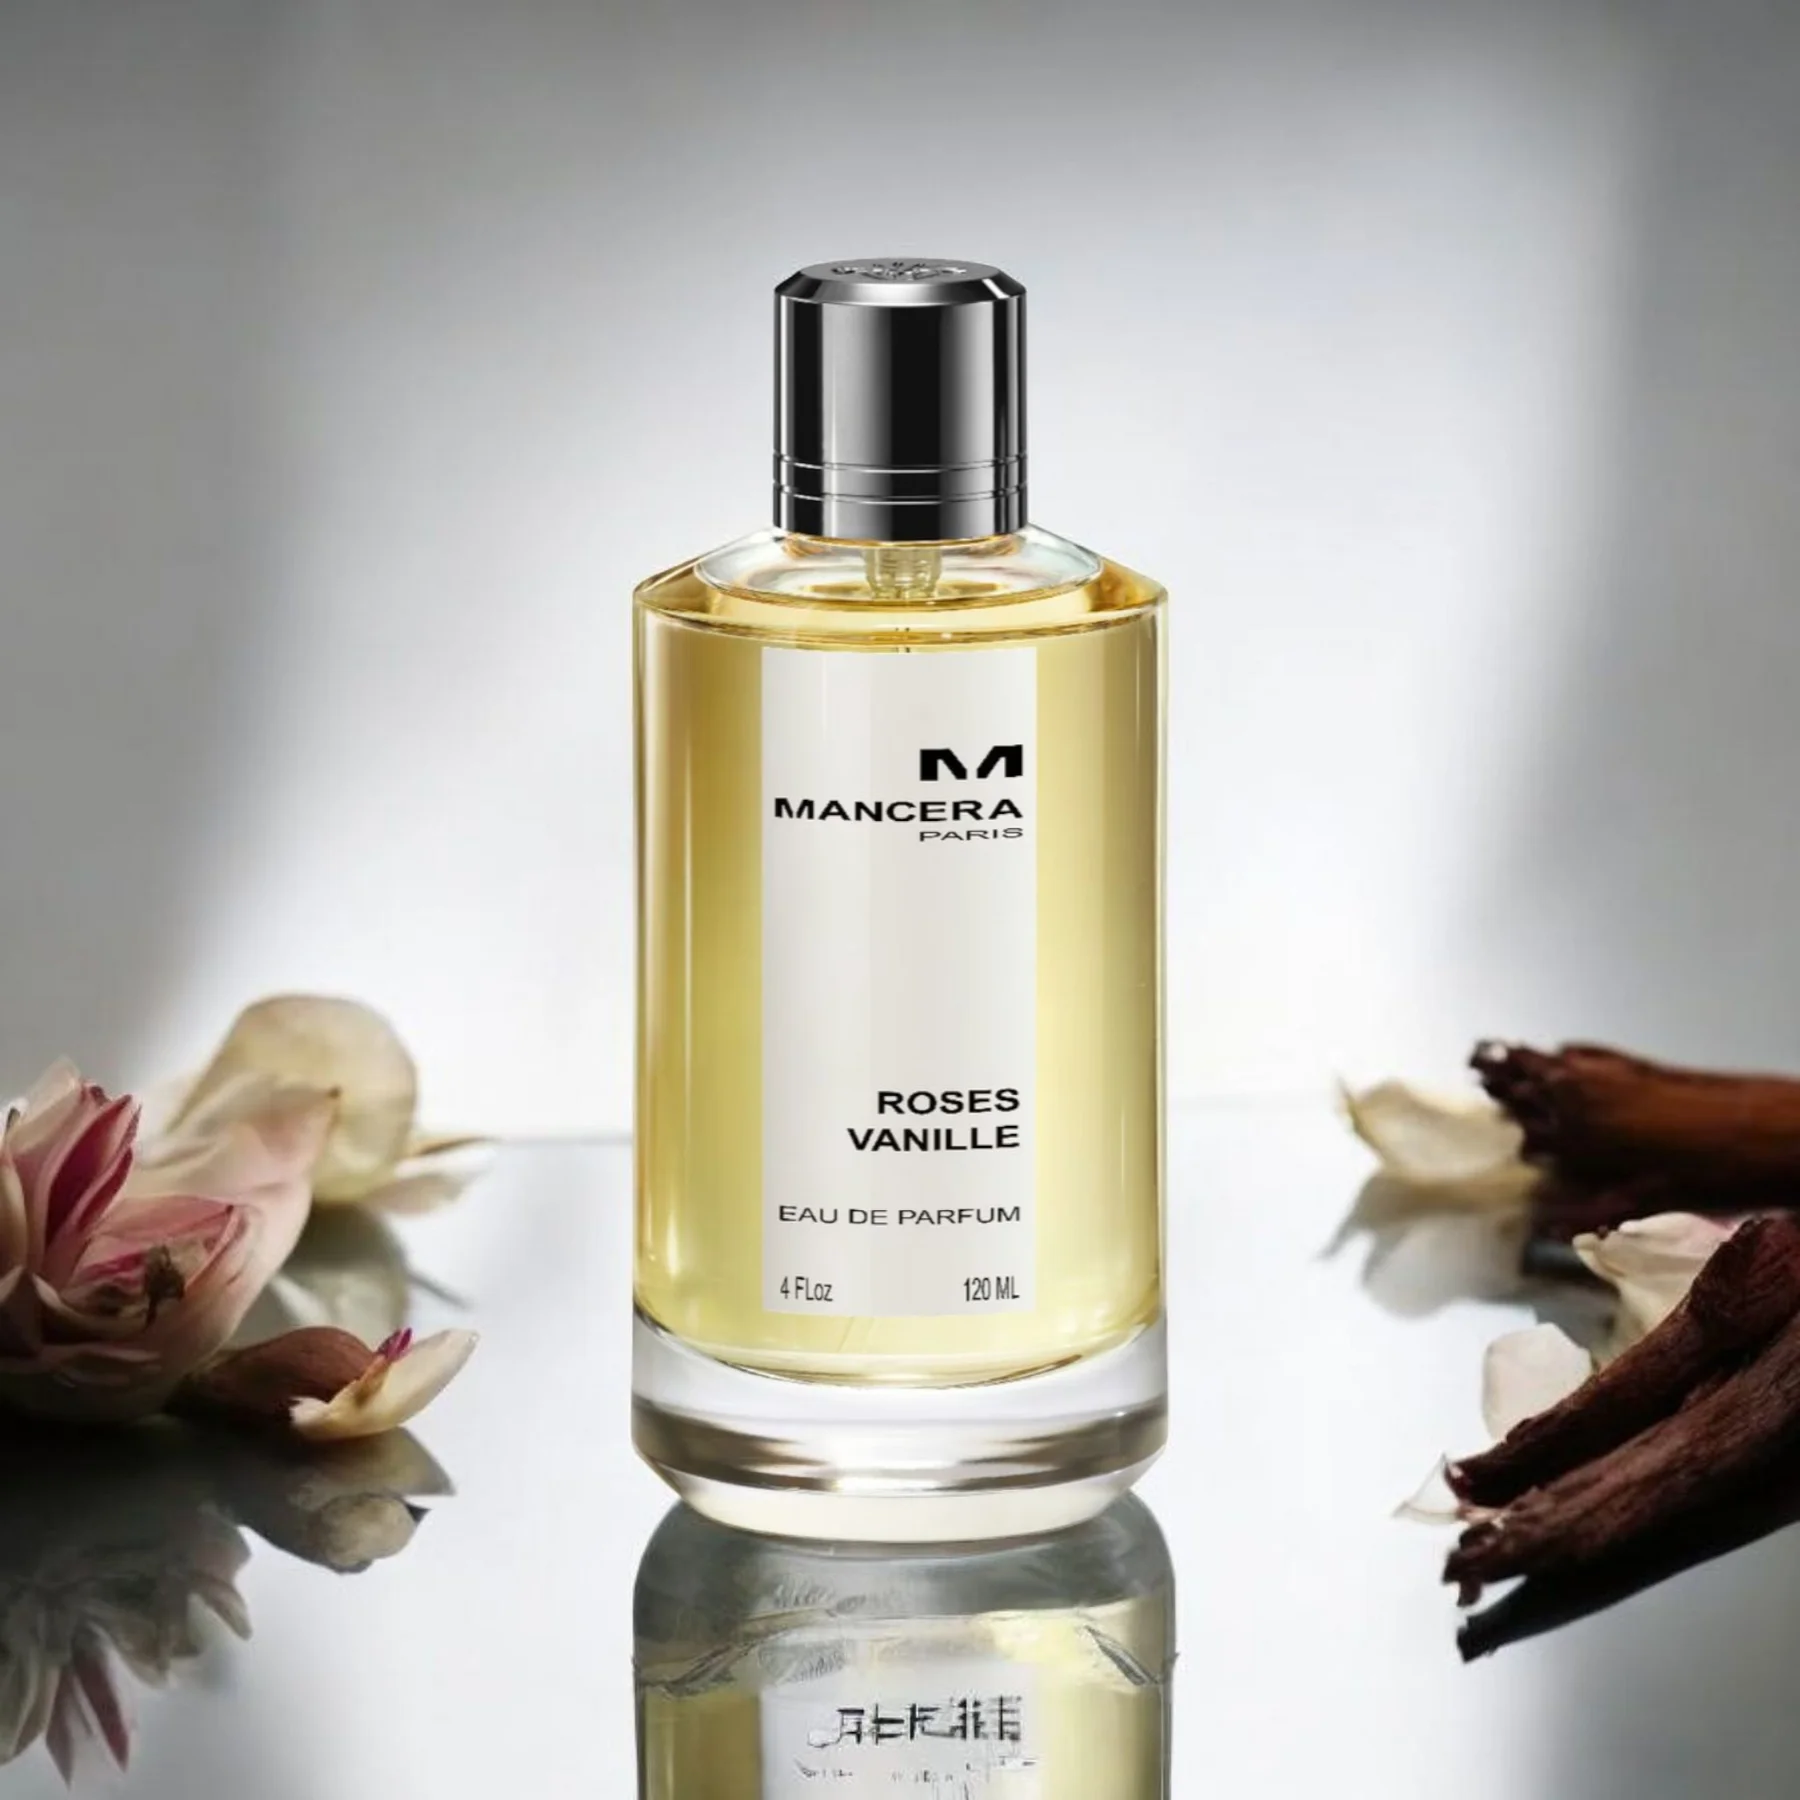 M
MANCERA
PARIS
ROSES
VANILLE
EAU DE PARFUM
4 FLoz 120 ML